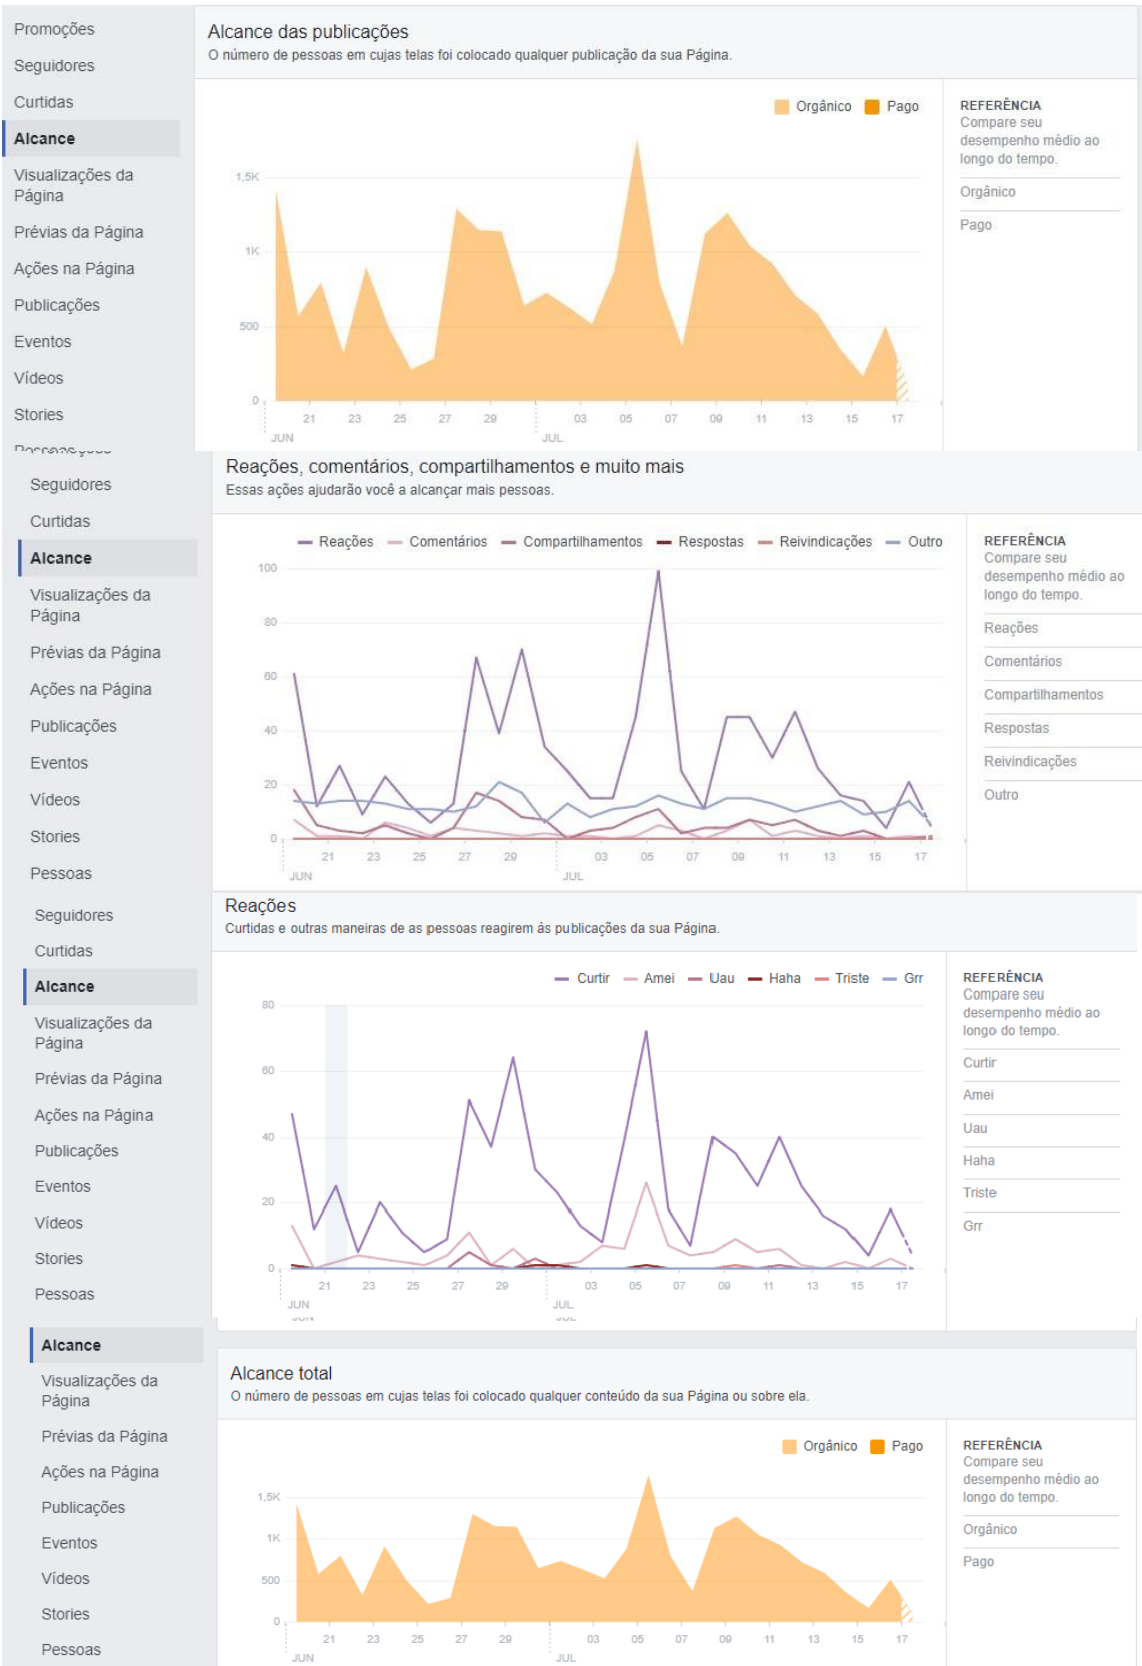 Promoções
Seguidores
Curtidas
Alcance
Visualizações da
Página
Prévias da Página
Ações na Página
Publicações
Eventos
Vídeos
Stories
Alcance das publicações
O número de pessoas em cujas telas foi colocado qualquer publicação da sua Página.
Orgânico Pago
1,5K
1K
500
0
21 23 25 27 29 03 05 07 09 11 13 15 17
JUN JUL
REFERÊNCIA
Compare seu
desempenho médio ao
longo do tempo.
Orgânico
Pago
Seguidores
Curtidas
Alcance
Visualizações da
Página
Prévias da Página
Ações na Página
Publicações
Eventos
Vídeos
Stories
Pessoas
Reações, comentários, compartilhamentos e muito mais
Essas ações ajudarão você a alcançar mais pessoas.
Reações Comentários Compartilhamentos Respostas Reivindicações Outro
100
80
60
40
20
0
21 23 25 27 29 03 05 07 09 11 13 15 17
JUN JUL
REFERÊNCIA
Compare seu
desempenho médio ao
longo do tempo.
Reações
Comentários
Compartilhamentos
Respostas
Reivindicações
Outro
Seguidores
Curtidas
Alcance
Visualizações da
Página
Prévias da Página
Ações na Página
Publicações
Eventos
Vídeos
Stories
Pessoas
Reações
Curtidas e outras maneiras de as pessoas reagirem às publicações da sua Página.
Curtir Amei Uau Haha Triste Grr
80
60
40
20
0
21 23 25 27 29 03 05 07 09 11 13 15 17
JUN JUL
REFERÊNCIA
Compare seu
desempenho médio ao
longo do tempo.
Curtir
Amei
Uau
Haha
Triste
Grr
Alcance
Visualizações da
Página
Prévias da Página
Ações na Página
Publicações
Eventos
Vídeos
Stories
Pessoas
Alcance total
O número de pessoas em cujas telas foi colocado qualquer conteúdo da sua Página ou sobre ela.
Orgânico Pago
1,5K
1K
500
0
21 23 25 27 29 03 05 07 09 11 13 15 17
JUN JUL
REFERÊNCIA
Compare seu
desempenho médio ao
longo do tempo.
Orgânico
Pago